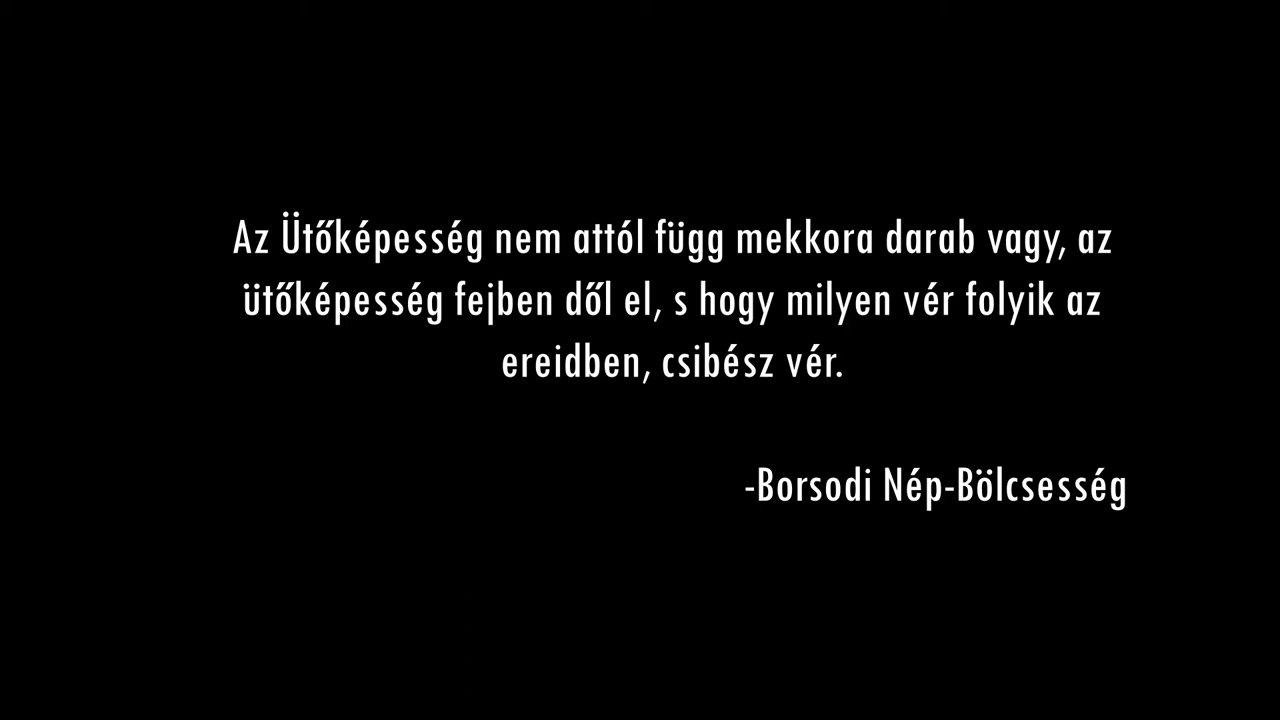 Az Ütőképesség nem attól függ mekkora darab vagy, az
ütőképesség fejben dől el, s hogy milyen vér folyik az
ereidben, csibész vér.
-Borsodi Nép-Bölcsesség